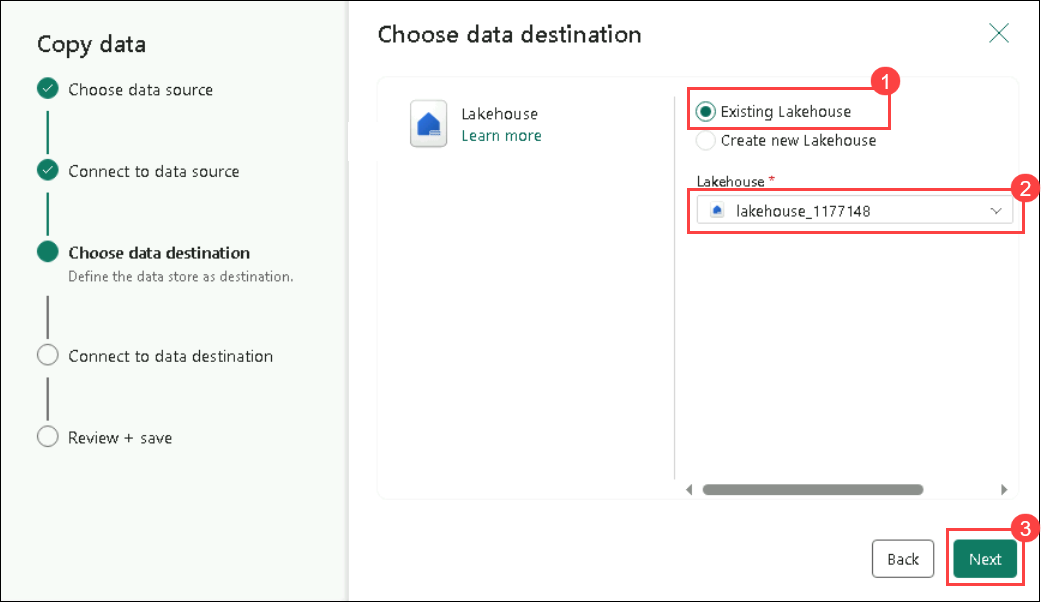 Copy data
Choose data source
Connect to data source
Choose data destination
Define the data store as destination.
Connect to data destination
Review + save
Choose data destination
Lakehouse
Learn more
1
Existing Lakehouse
Create new Lakehouse
Lakehouse *
2
lakehouse_1177148
3
Back
Next